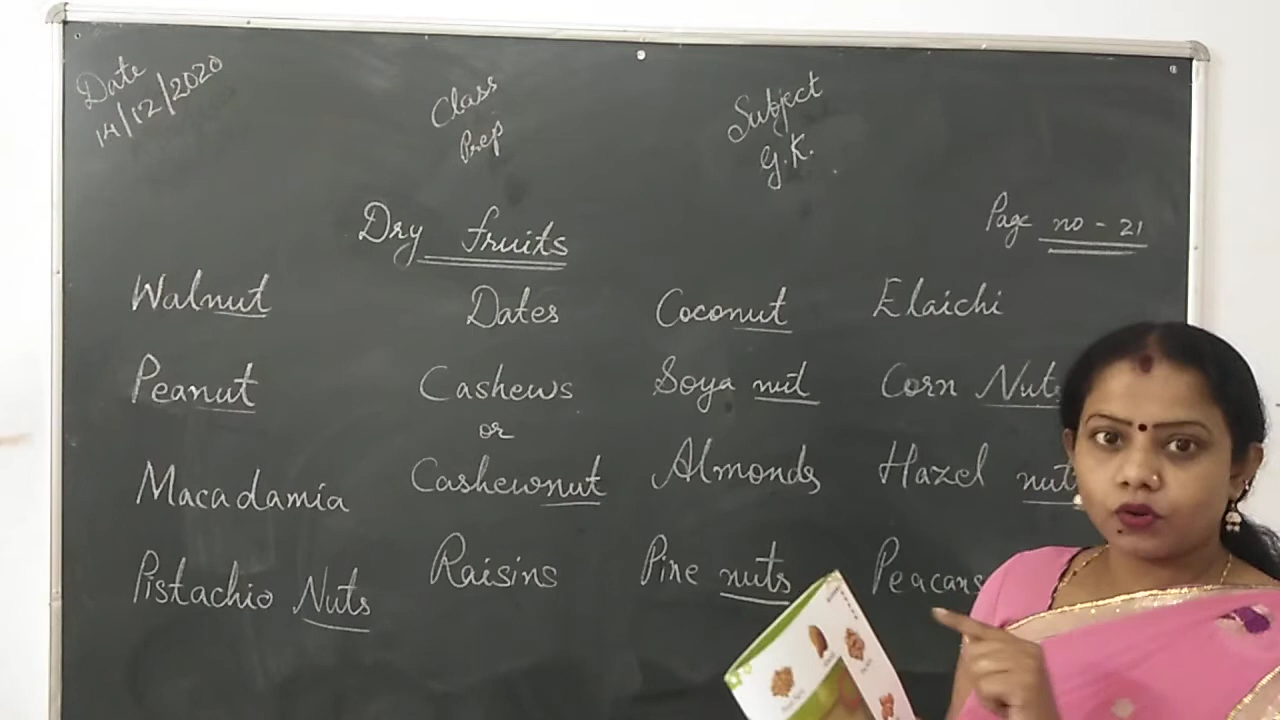 Date
14/12/2020
Class
Prep
Subject
G.K.
Page no - 21
Dry fruits
Walnut Dates Coconut Elaichi
Peanut Cashews Soya nut Corn Nuts
or
Macadamia Cashewnut Almonds Hazel nut
Pistachio Nuts Raisins Pine nuts Peacans